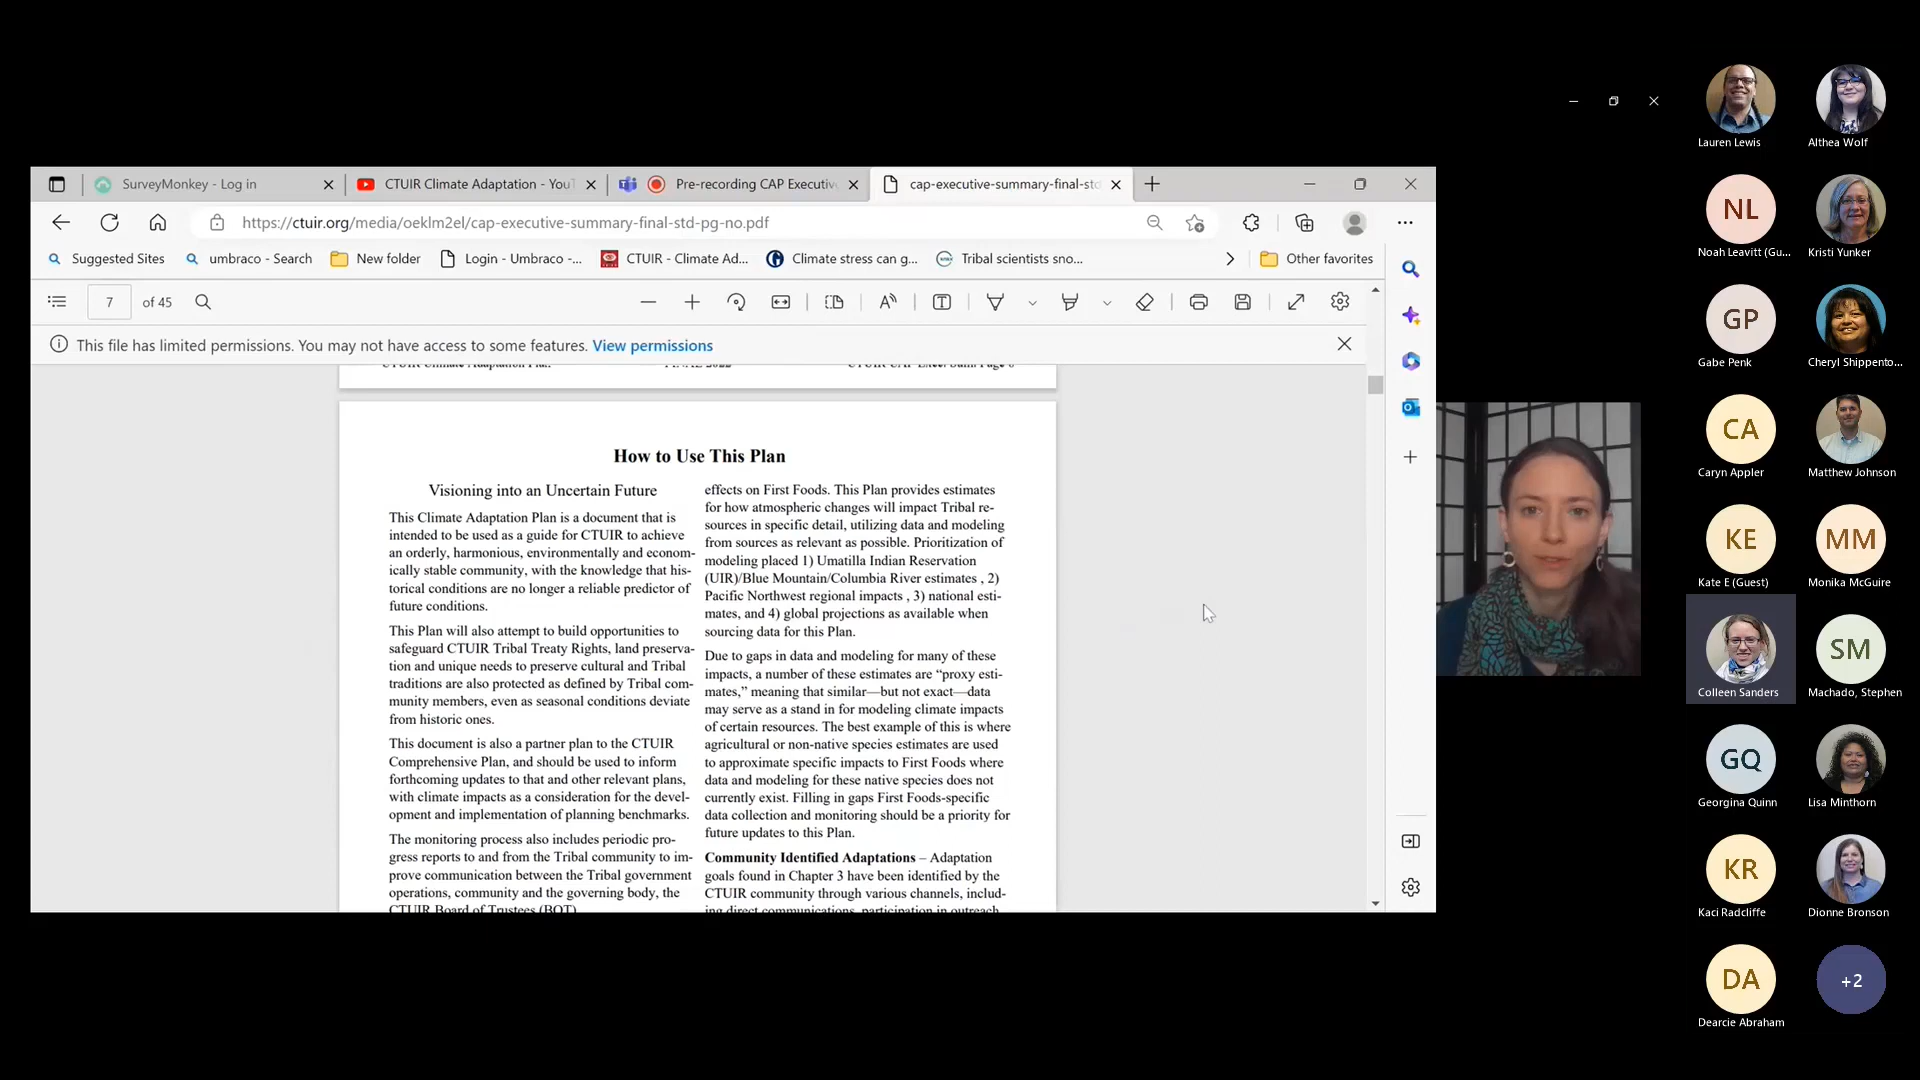 SurveyMonkey - Log in
CTUIR Climate Adaptation - YouT
Pre-recording CAP Executiv
cap-executive-summary-final-std
https://ctuir.org/media/oeklm2el/cap-executive-summary-final-std-pg-no.pdf
Suggested Sites
umbraco - Search
New folder
Login - Umbraco -...
CTUIR - Climate Ad...
Climate stress can g...
Tribal scientists sno...
Other favorites
7 of 45
This file has limited permissions. You may not have access to some features. View permissions
How to Use This Plan
Visioning into an Uncertain Future
This Climate Adaptation Plan is a document that is
intended to be used as a guide for CTUIR to achieve
an orderly, harmonious, environmentally and econom-
ically stable community, with the knowledge that his-
torical conditions are no longer a reliable predictor of
future conditions.
This Plan will also attempt to build opportunities to
safeguard CTUIR Tribal Treaty Rights, land preserva-
tion and unique needs to preserve cultural and Tribal
traditions are also protected as defined by Tribal com-
munity members, even as seasonal conditions deviate
from historic ones.
This document is also a partner plan to the CTUIR
Comprehensive Plan, and should be used to inform
forthcoming updates to that and other relevant plans,
with climate impacts as a consideration for the devel-
opment and implementation of planning benchmarks.
The monitoring process also includes periodic pro-
gress reports to and from the Tribal community to im-
prove communication between the Tribal government
operations, community and the governing body, the
CTUIR Board of Trustees (BOT)
effects on First Foods. This Plan provides estimates
for how atmospheric changes will impact Tribal re-
sources in specific detail, utilizing data and modeling
from sources as relevant as possible. Prioritization of
modeling placed 1) Umatilla Indian Reservation
(UIR)/Blue Mountain/Columbia River estimates , 2)
Pacific Northwest regional impacts , 3) national esti-
mates, and 4) global projections as available when
sourcing data for this Plan.
Due to gaps in data and modeling for many of these
impacts, a number of these estimates are “proxy esti-
mates,” meaning that similar—but not exact—data
may serve as a stand in for modeling climate impacts
of certain resources. The best example of this is where
agricultural or non-native species estimates are used
to approximate specific impacts to First Foods where
data and modeling for these native species does not
currently exist. Filling in gaps First Foods-specific
data collection and monitoring should be a priority for
future updates to this Plan.
Community Identified Adaptations – Adaptation
goals found in Chapter 3 have been identified by the
CTUIR community through various channels, includ-
ing direct communications, participation in outreach
Lauren Lewis
Althea Wolf
NL
Noah Leavitt (Gu...
Kristi Yunker
GP
Gabe Penk
Cheryl Shippento...
CA
Caryn Appler
Matthew Johnson
KE
Kate E (Guest)
MM
Monika McGuire
Colleen Sanders
SM
Machado, Stephen
GQ
Georgina Quinn
Lisa Minthorn
KR
Kaci Radcliffe
Dionne Bronson
DA
Dearcie Abraham
+2